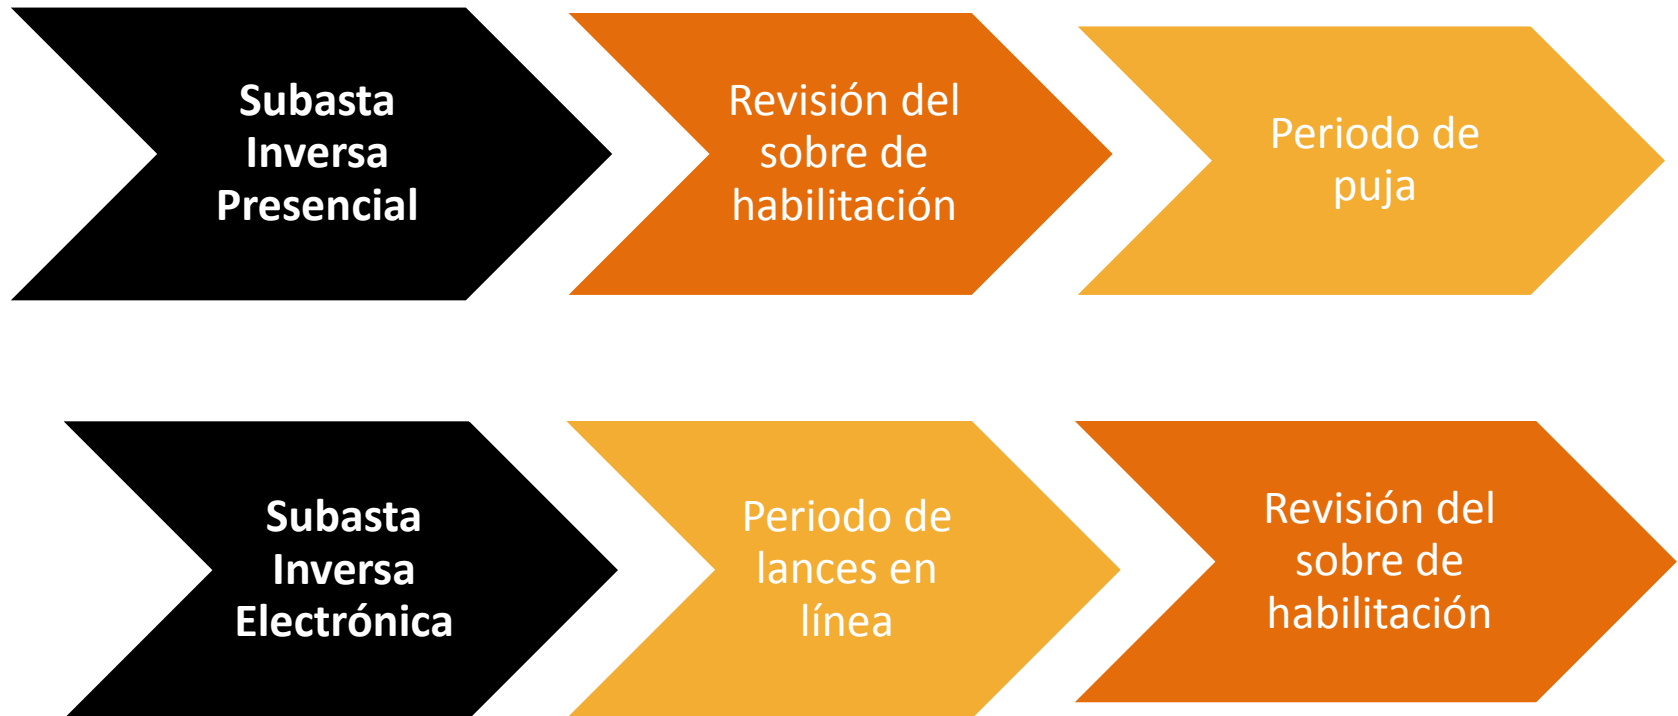 Subasta
Inversa
Presencial
Revisión del
sobre de
habilitación
Periodo de
puja
Subasta
Inversa
Electrónica
Periodo de
lances en
línea
Revisión del
sobre de
habilitación